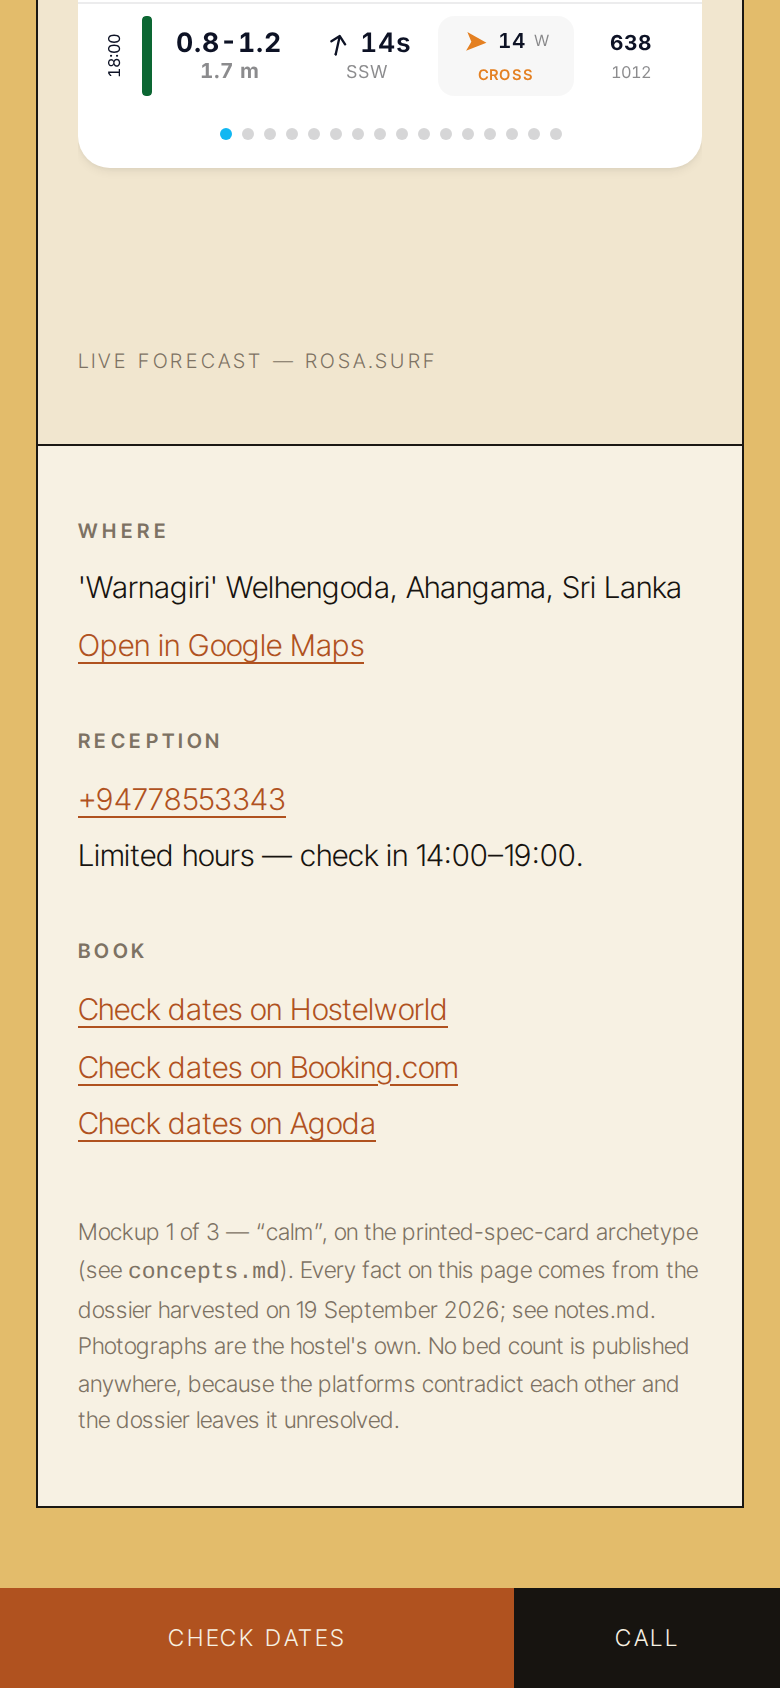 18:00
0.8-1.2
14s
14 W
638
1.7 m
SSW
CROSS
1012
LIVE FORECAST — ROSA.SURF
WHERE
'Warnagiri' Welhengoda, Ahangama, Sri Lanka
Open in Google Maps
RECEPTION
+94778553343
Limited hours — check in 14:00–19:00.
BOOK
Check dates on Hostelworld
Check dates on Booking.com
Check dates on Agoda
Mockup 1 of 3 — “calm”, on the printed-spec-card archetype
(see concepts.md). Every fact on this page comes from the
dossier harvested on 19 September 2026; see notes.md.
Photographs are the hostel's own. No bed count is published
anywhere, because the platforms contradict each other and
the dossier leaves it unresolved.
CHECK DATES
CALL